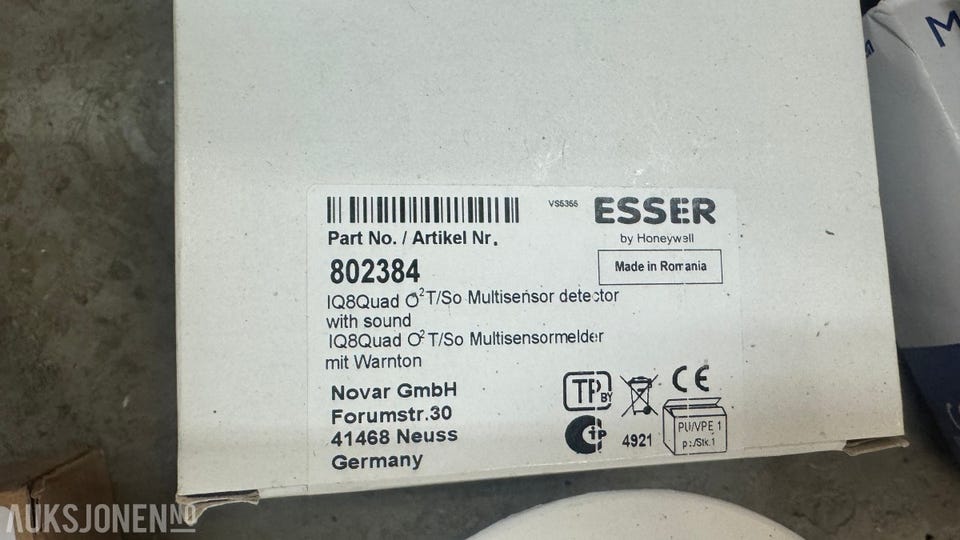 VS5355
ESSER
by Honeywell
Part No. / Artikel Nr.
Made in Romania
802384
IQ8Quad O²T/So Multisensor detector
with sound
IQ8Quad O²T/So Multisensormelder
mit Warnton
Novar GmbH
Forumstr.30
41468 Neuss
Germany
TP BY
4921
CE
PU/VPE 1
pc/Stk.1
AUKSJONEN NO